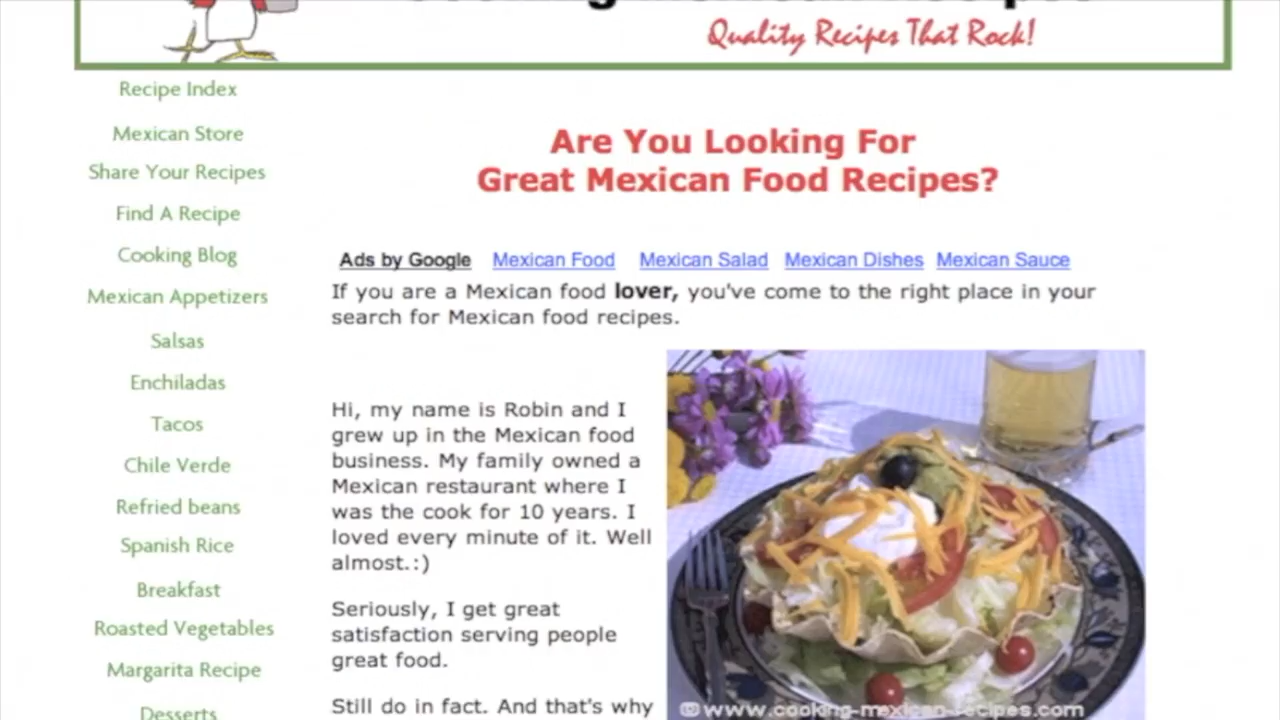 Cooking Mexican Recipes
Quality Recipes That Rock!
Recipe Index
Mexican Store
Share Your Recipes
Find A Recipe
Cooking Blog
Mexican Appetizers
Salsas
Enchiladas
Tacos
Chile Verde
Refried beans
Spanish Rice
Breakfast
Roasted Vegetables
Margarita Recipe
Desserts
Are You Looking For
Great Mexican Food Recipes?
Ads by Google Mexican Food Mexican Salad Mexican Dishes Mexican Sauce
If you are a Mexican food lover, you've come to the right place in your
search for Mexican food recipes.
Hi, my name is Robin and I
grew up in the Mexican food
business. My family owned a
Mexican restaurant where I
was the cook for 10 years. I
loved every minute of it. Well
almost.:)
Seriously, I get great
satisfaction serving people
great food.
Still do in fact. And that's why
©www.cooking-mexican-recipes.com